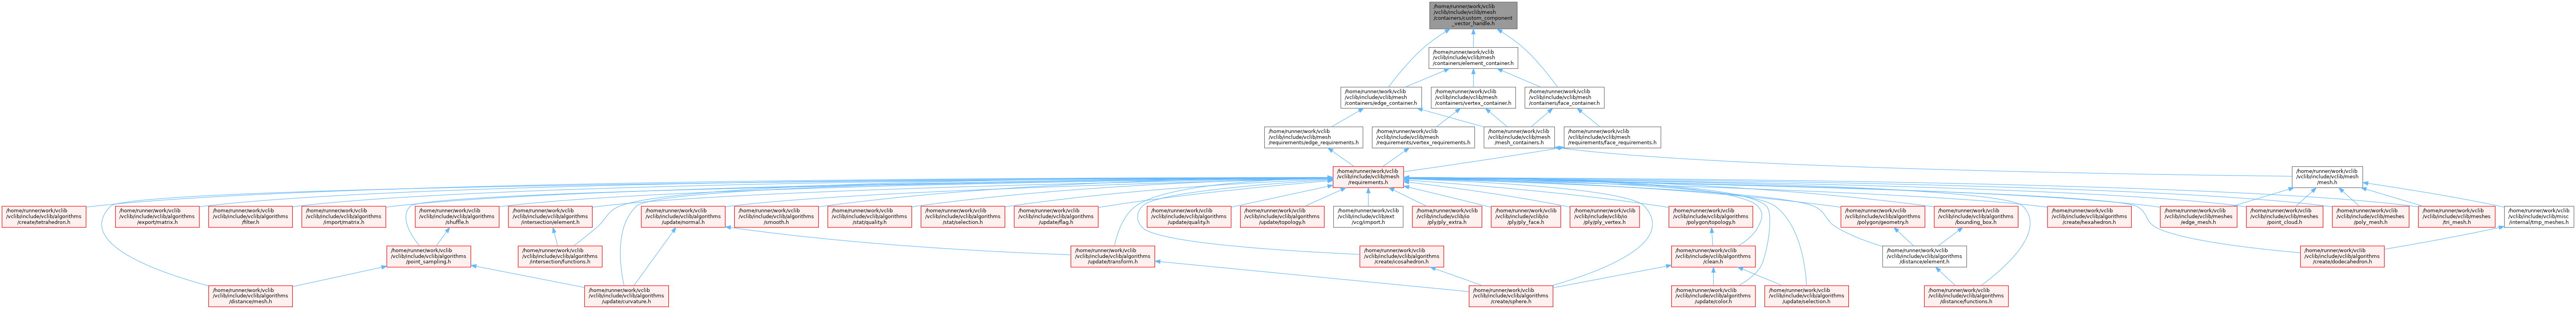 /home/runner/work/vclib
/vclib/include/vclib/mesh
/containers/custom_component
_vector_handle.h
/home/runner/work/vclib
/vclib/include/vclib/mesh
/containers/element_container.h
/home/runner/work/vclib
/vclib/include/vclib/mesh
/containers/edge_container.h
/home/runner/work/vclib
/vclib/include/vclib/mesh
/containers/vertex_container.h
/home/runner/work/vclib
/vclib/include/vclib/mesh
/containers/face_container.h
/home/runner/work/vclib
/vclib/include/vclib/mesh
/requirements/edge_requirements.h
/home/runner/work/vclib
/vclib/include/vclib/mesh
/requirements/vertex_requirements.h
/home/runner/work/vclib
/vclib/include/vclib/mesh
/mesh_containers.h
/home/runner/work/vclib
/vclib/include/vclib/mesh
/requirements/face_requirements.h
/home/runner/work/vclib
/vclib/include/vclib/mesh
/requirements.h
/home/runner/work/vclib
/vclib/include/vclib/mesh
/mesh.h
/home/runner/work/vclib
/vclib/include/vclib/algorithms
/create/tetrahedron.h
/home/runner/work/vclib
/vclib/include/vclib/algorithms
/export/matrix.h
/home/runner/work/vclib
/vclib/include/vclib/algorithms
/filter.h
/home/runner/work/vclib
/vclib/include/vclib/algorithms
/import/matrix.h
/home/runner/work/vclib
/vclib/include/vclib/algorithms
/shuffle.h
/home/runner/work/vclib
/vclib/include/vclib/algorithms
/intersection/element.h
/home/runner/work/vclib
/vclib/include/vclib/algorithms
/update/normal.h
/home/runner/work/vclib
/vclib/include/vclib/algorithms
/smooth.h
/home/runner/work/vclib
/vclib/include/vclib/algorithms
/stat/quality.h
/home/runner/work/vclib
/vclib/include/vclib/algorithms
/stat/selection.h
/home/runner/work/vclib
/vclib/include/vclib/algorithms
/update/flag.h
/home/runner/work/vclib
/vclib/include/vclib/algorithms
/update/quality.h
/home/runner/work/vclib
/vclib/include/vclib/algorithms
/update/topology.h
/home/runner/work/vclib
/vclib/include/vclib/ext
/vcg/import.h
/home/runner/work/vclib
/vclib/include/vclib/io
/ply/ply_extra.h
/home/runner/work/vclib
/vclib/include/vclib/io
/ply/ply_face.h
/home/runner/work/vclib
/vclib/include/vclib/io
/ply/ply_vertex.h
/home/runner/work/vclib
/vclib/include/vclib/algorithms
/polygon/topology.h
/home/runner/work/vclib
/vclib/include/vclib/algorithms
/polygon/geometry.h
/home/runner/work/vclib
/vclib/include/vclib/algorithms
/bounding_box.h
/home/runner/work/vclib
/vclib/include/vclib/algorithms
/create/hexahedron.h
/home/runner/work/vclib
/vclib/include/vclib/meshes
/edge_mesh.h
/home/runner/work/vclib
/vclib/include/vclib/meshes
/point_cloud.h
/home/runner/work/vclib
/vclib/include/vclib/meshes
/poly_mesh.h
/home/runner/work/vclib
/vclib/include/vclib/meshes
/tri_mesh.h
/home/runner/work/vclib
/vclib/include/vclib/misc
/internal/tmp_meshes.h
/home/runner/work/vclib
/vclib/include/vclib/algorithms
/point_sampling.h
/home/runner/work/vclib
/vclib/include/vclib/algorithms
/intersection/functions.h
/home/runner/work/vclib
/vclib/include/vclib/algorithms
/update/transform.h
/home/runner/work/vclib
/vclib/include/vclib/algorithms
/create/icosahedron.h
/home/runner/work/vclib
/vclib/include/vclib/algorithms
/clean.h
/home/runner/work/vclib
/vclib/include/vclib/algorithms
/distance/element.h
/home/runner/work/vclib
/vclib/include/vclib/algorithms
/create/dodecahedron.h
/home/runner/work/vclib
/vclib/include/vclib/algorithms
/distance/mesh.h
/home/runner/work/vclib
/vclib/include/vclib/algorithms
/update/curvature.h
/home/runner/work/vclib
/vclib/include/vclib/algorithms
/create/sphere.h
/home/runner/work/vclib
/vclib/include/vclib/algorithms
/update/color.h
/home/runner/work/vclib
/vclib/include/vclib/algorithms
/update/selection.h
/home/runner/work/vclib
/vclib/include/vclib/algorithms
/distance/functions.h